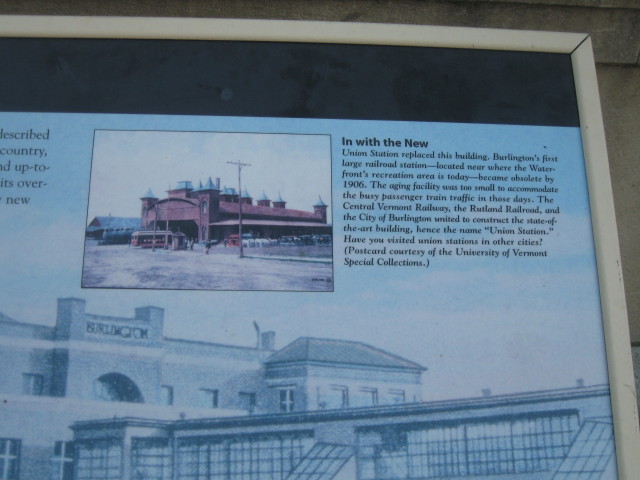 described
country,
nd up-to-
its over-
new
In with the New
Union Station replaced this building. Burlington's first
large railroad station—located near where the Water-
front's recreation area is today—became obsolete by
1906. The aging facility was too small to accommodate
the busy passenger train traffic in those days. The
Central Vermont Railway, the Rutland Railroad, and
the City of Burlington united to construct the state-of-
the-art building, hence the name "Union Station."
Have you visited union stations in other cities?
(Postcard courtesy of the University of Vermont
Special Collections.)
BURLINGTON